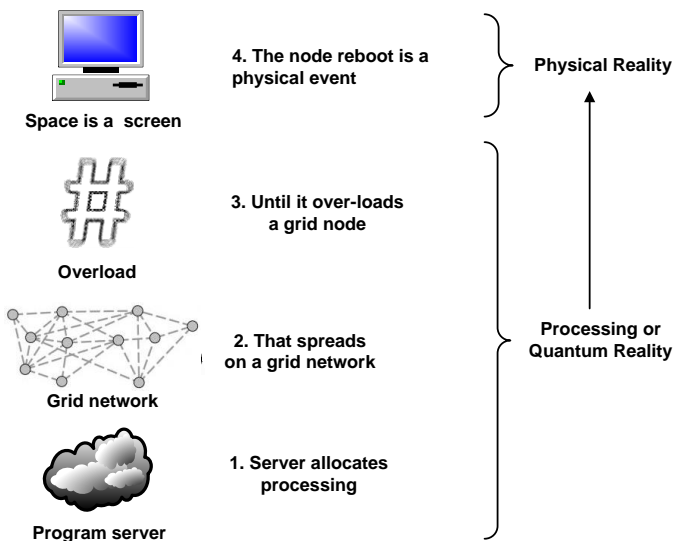 4. The node reboot is a
physical event
Physical Reality
Space is a screen
3. Until it over-loads
a grid node
Overload
2. That spreads
on a grid network
Processing or
Quantum Reality
Grid network
1. Server allocates
processing
Program server